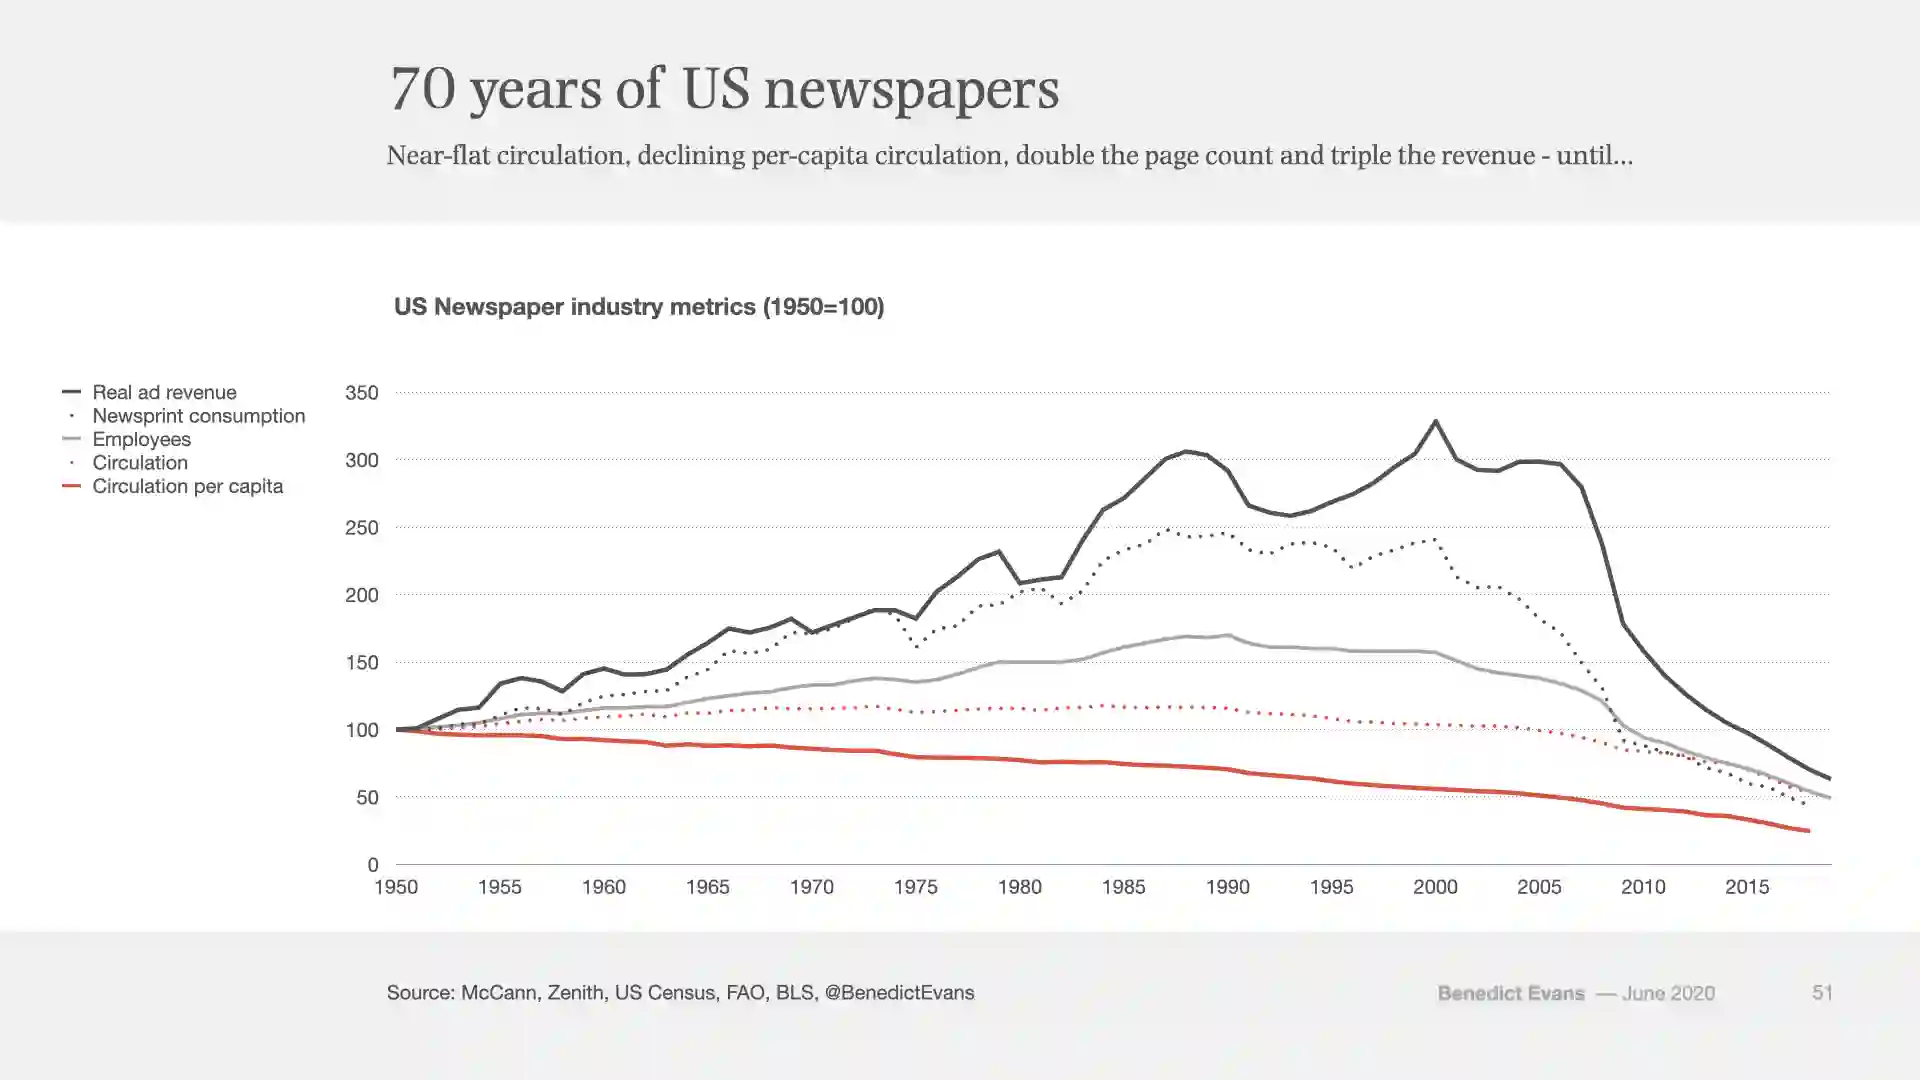 70 years of US newspapers
Near-flat circulation, declining per-capita circulation, double the page count and triple the revenue - until...
US Newspaper industry metrics (1950=100)
Real ad revenue
Newsprint consumption
Employees
Circulation
Circulation per capita
350
300
250
200
150
100
50
0
1950 1955 1960 1965 1970 1975 1980 1985 1990 1995 2000 2005 2010 2015
Source: McCann, Zenith, US Census, FAO, BLS, @BenedictEvans
Benedict Evans — June 2020 51